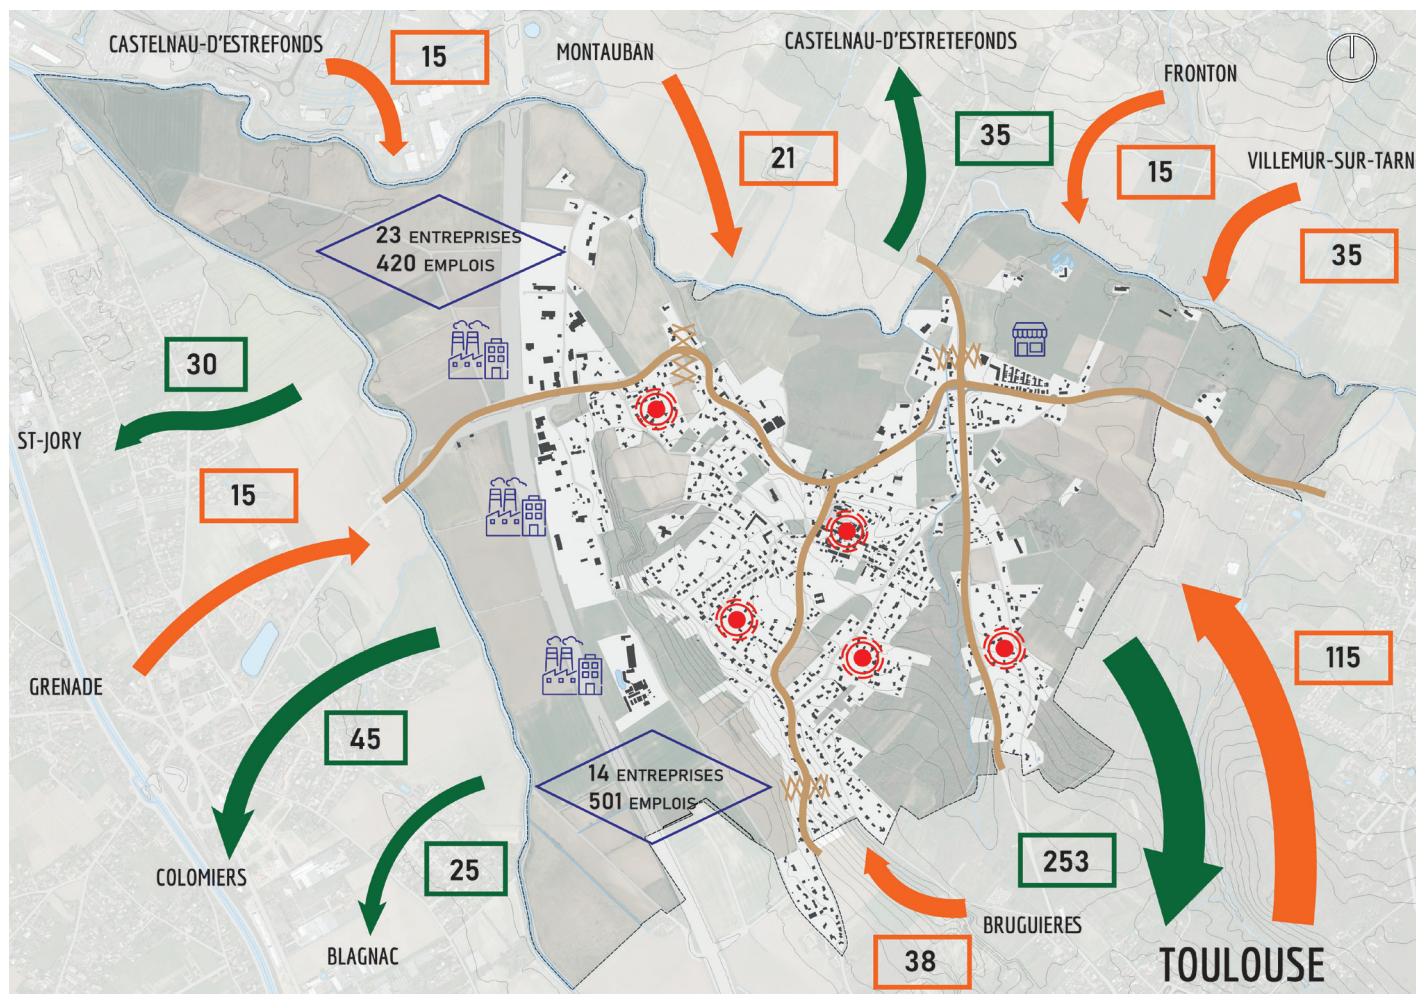 CASTELNAU-D'ESTREFONDS
15
MONTAUBAN
21
CASTELNAU-D'ESTRETEFONDS
35
FRONTON
15
VILLEMUR-SUR-TARN
35
23 ENTREPRISES
420 EMPLOIS
30
ST-JORY
15
GRENADE
45
COLOMIERS
25
BLAGNAC
14 ENTREPRISES
501 EMPLOIS
38
BRUGUIERES
253
115
TOULOUSE